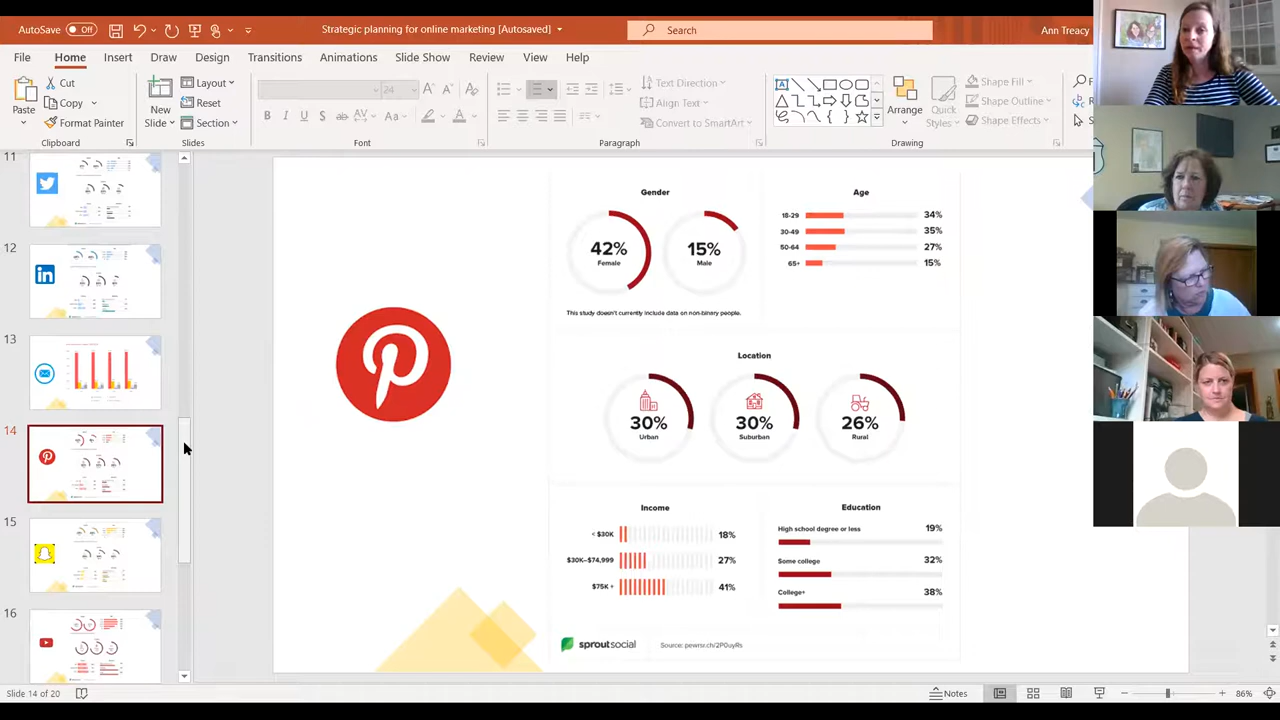 AutoSave Off
Strategic planning for online marketing [Autosaved]
Search
Ann Treacy
File Home Insert Draw Design Transitions Animations Slide Show Review View Help
Paste
Cut
Copy
Format Painter
Clipboard
New
Slide
Layout
Reset
Section
Slides
24
Font
Text Direction
Align Text
Convert to SmartArt
Paragraph
Arrange
Quick
Styles
Shape Fill
Shape Outline
Shape Effects
Drawing
11
12
13
14
15
16
Gender
42%
Female
15%
Male
This study doesn't currently include data on non-binary people.
Age
18-29 34%
30-49 35%
50-64 27%
65+ 15%
Location
30%
Urban
30%
Suburban
26%
Rural
Income
< $30K 18%
$30K–$74,999 27%
$75K + 41%
Education
High school degree or less 19%
Some college 32%
College+ 38%
sproutsocial
Source: pewrsr.ch/2P0uyRs
Slide 14 of 20
Notes
86%